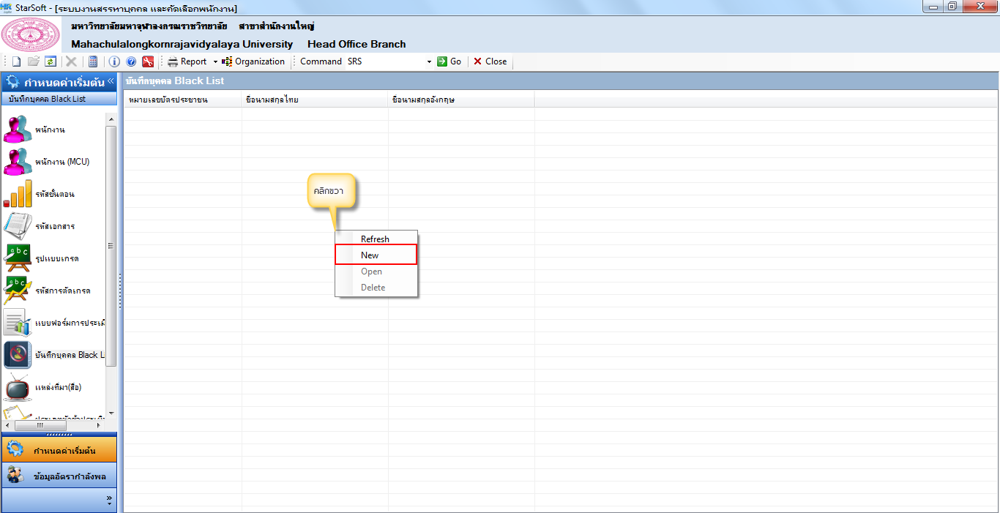 StarSoft - [ระบบงานสรรหาบุคคล และคัดเลือกพนักงาน]
มหาวิทยาลัยมหาจุฬาลงกรณราชวิทยาลัย สาขาสำนักงานใหญ่
Mahachulalongkornrajavidyalaya University Head Office Branch
Report Organization Command SRS Go Close
กำหนดค่าเริ่มต้น
บันทึกบุคคล Black List
บันทึกบุคคล Black List
หมายเลขบัตรประชาชน ชื่อนามสกุลไทย ชื่อนามสกุลอังกฤษ
พนักงาน
พนักงาน (MCU)
รหัสขั้นตอน
รหัสเอกสาร
รูปแบบเกรด
รหัสการตัดเกรด
แบบฟอร์มการประเมิ
บันทึกบุคคล Black Li
แหล่งที่มา(สื่อ)
คลิกขวา
Refresh
New
Open
Delete
กำหนดค่าเริ่มต้น
ข้อมูลอัตรากำลังพล